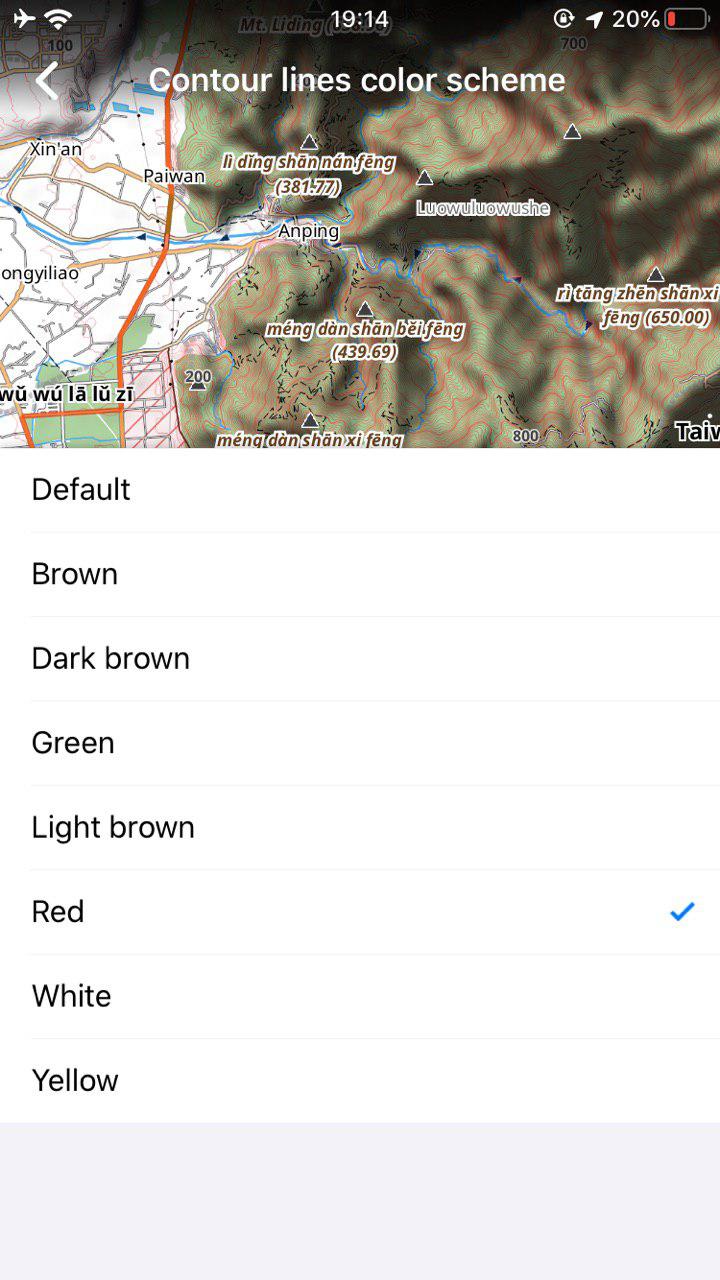 19:14
20%
Mt. Liding
100
700
Contour lines color scheme
Xin'an
lì dǐng shān nán fēng
(381.77)
Paiwan
Luowuluowushe
Anping
ongyiliao
rì tāng zhēn shān xi
fēng (650.00)
méng dàn shān běi fēng
(439.69)
200
wǔ wú lā lǔ zī
méng dàn shān xi fēng
800
Taiw
Default
Brown
Dark brown
Green
Light brown
Red
White
Yellow